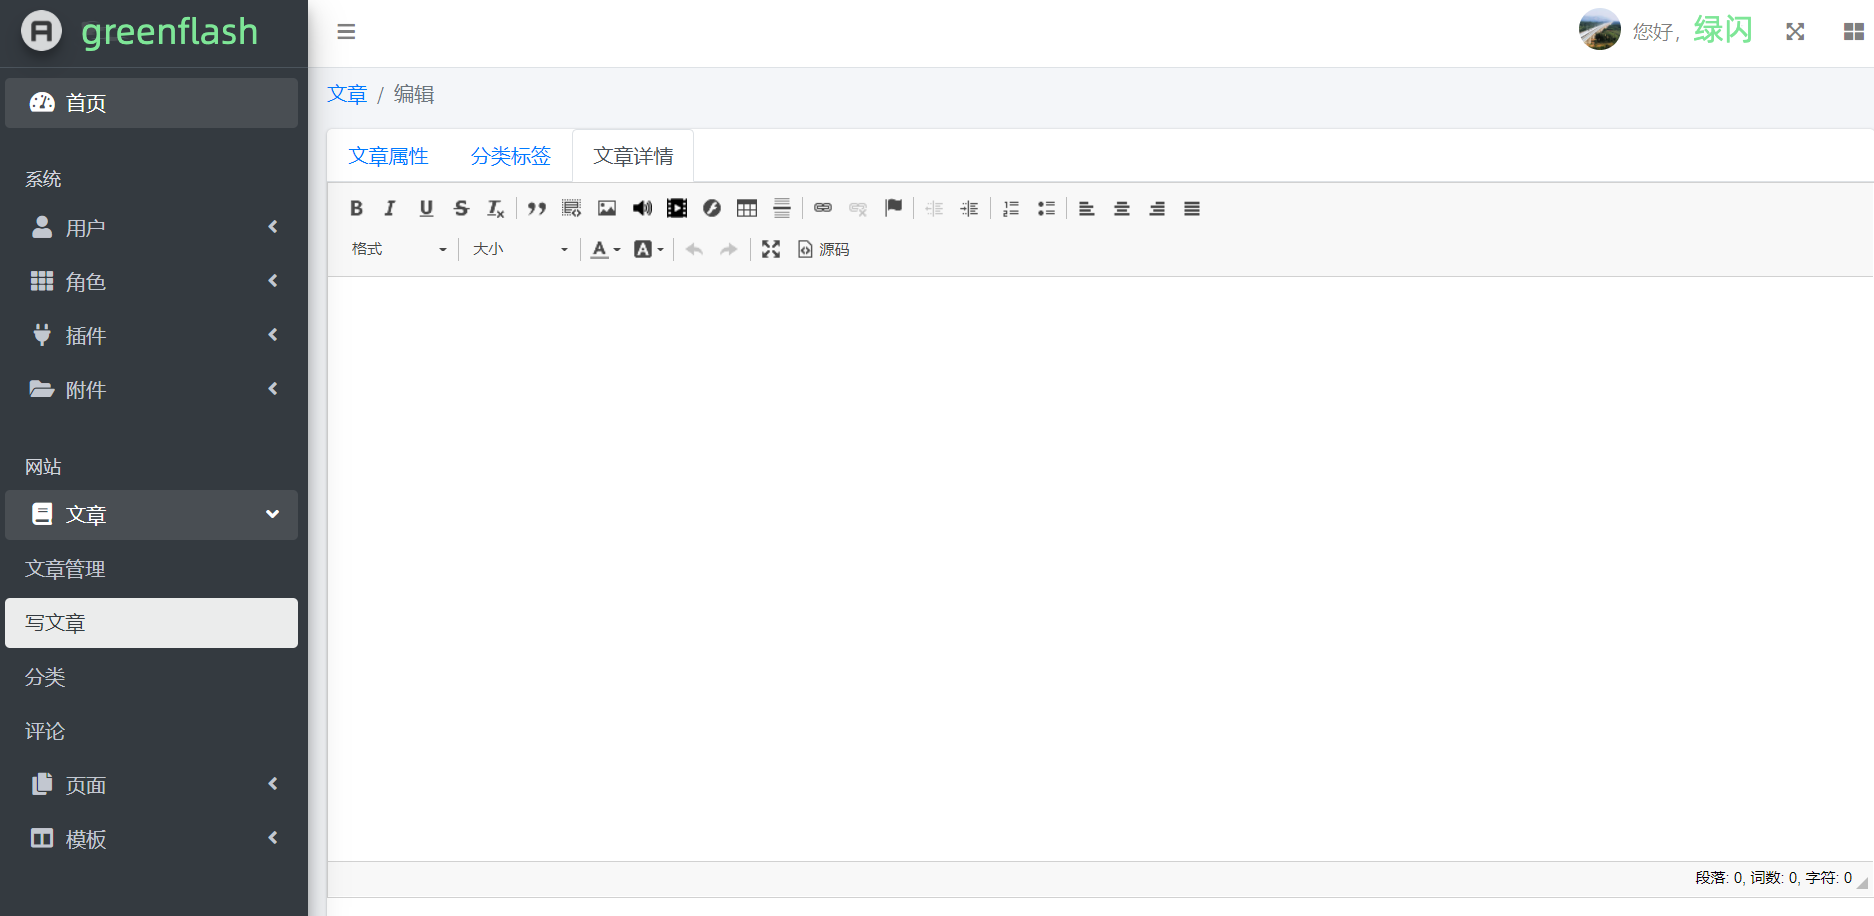 A greenflash
您好, 绿闪
首页
系统
用户
角色
插件
附件
网站
文章
文章管理
写文章
分类
评论
页面
模板
文章 / 编辑
文章属性 分类标签 文章详情
格式 大小 源码
段落: 0, 词数: 0, 字符: 0